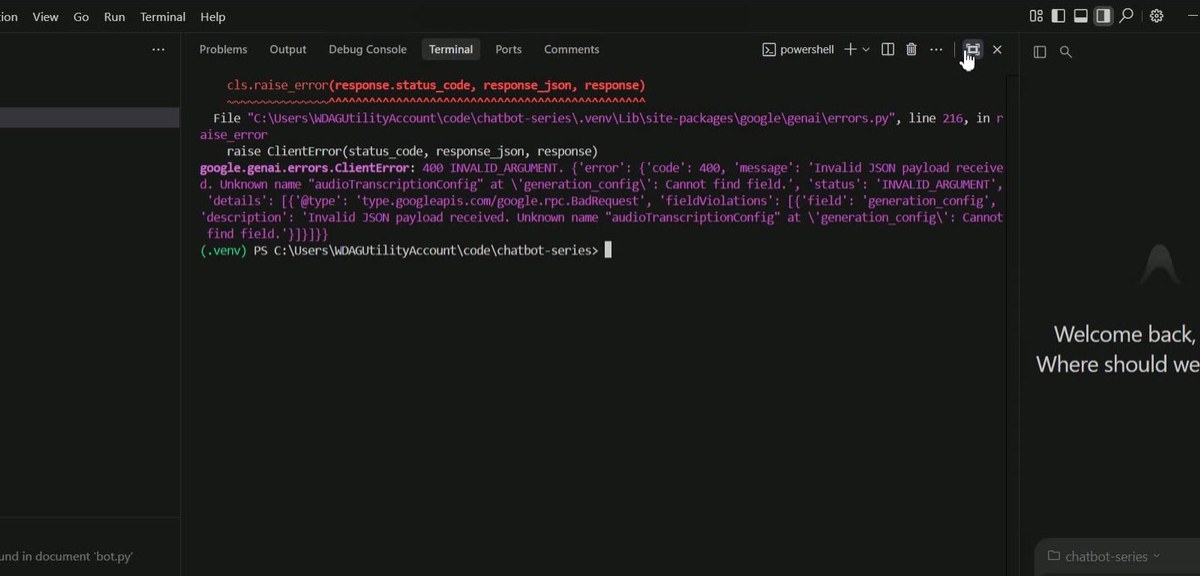 ion View Go Run Terminal Help
Problems Output Debug Console Terminal Ports Comments powershell
cls.raise_error(response.status_code, response_json, response)
~~~~~~~~~~~~~~~^^^^^^^^^^^^^^^^^^^^^^^^^^^^^^^^^^^^^^^^^^^^^^^
File "C:\Users\WDAGUtilityAccount\code\chatbot-series\.venv\Lib\site-packages\google\genai\errors.py", line 216, in r
aise_error
raise ClientError(status_code, response_json, response)
google.genai.errors.ClientError: 400 INVALID_ARGUMENT. {'error': {'code': 400, 'message': 'Invalid JSON payload receive
d. Unknown name "audioTranscriptionConfig" at \'generation_config\': Cannot find field.', 'status': 'INVALID_ARGUMENT',
'details': [{'@type': 'type.googleapis.com/google.rpc.BadRequest', 'fieldViolations': [{'field': 'generation_config',
'description': 'Invalid JSON payload received. Unknown name "audioTranscriptionConfig" at \'generation_config\': Cannot
find field.'}]}]}}
(.venv) PS C:\Users\WDAGUtilityAccount\code\chatbot-series>
Welcome back,
Where should we
und in document 'bot.py'
chatbot-series